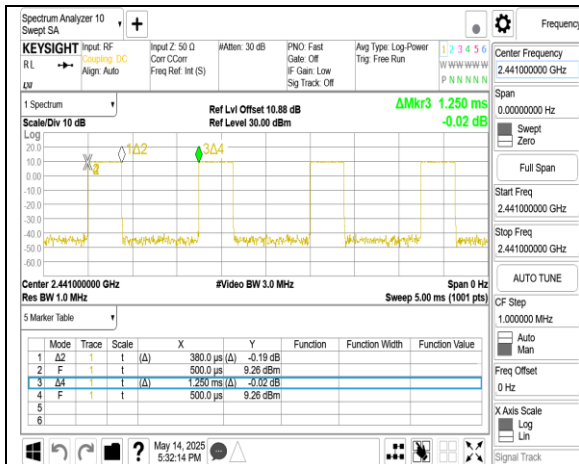 Spectrum Analyzer 10
Swept SA
Frequency
KEYSIGHT
RL
LXI
Input: RF
Coupling: DC
Align: Auto
Input Z: 50 Ω
Corr CCorr
Freq Ref: Int (S)
#Atten: 30 dB
PNO: Fast
Gate: Off
IF Gain: Low
Sig Track: Off
Avg Type: Log-Power
Trig: Free Run
1 2 3 4 5 6
W W W W W W
P N N N N N
1 Spectrum
Scale/Div 10 dB
Log
Ref Lvl Offset 10.88 dB
Ref Level 30.00 dBm
ΔMkr3 1.250 ms
-0.02 dB
20.0
10.0
0.00
-10.0
-20.0
-30.0
-40.0
-50.0
-60.0
X2
1Δ2
3Δ4
Center 2.441000000 GHz
Res BW 1.0 MHz
#Video BW 3.0 MHz
Span 0 Hz
Sweep 5.00 ms (1001 pts)
5 Marker Table
Mode Trace Scale X Y Function Function Width Function Value
1 Δ2 1 t (Δ) 380.0 µs (Δ) -0.19 dB
2 F 1 t 500.0 µs 9.26 dBm
3 Δ4 1 t (Δ) 1.250 ms (Δ) -0.02 dB
4 F 1 t 500.0 µs 9.26 dBm
5
6
May 14, 2025
5:32:14 PM
Center Frequency
2.441000000 GHz
Span
0.00000000 Hz
Swept
Zero
Full Span
Start Freq
2.441000000 GHz
Stop Freq
2.441000000 GHz
AUTO TUNE
CF Step
1.000000 MHz
Auto
Man
Freq Offset
0 Hz
X Axis Scale
Log
Lin
Signal Track